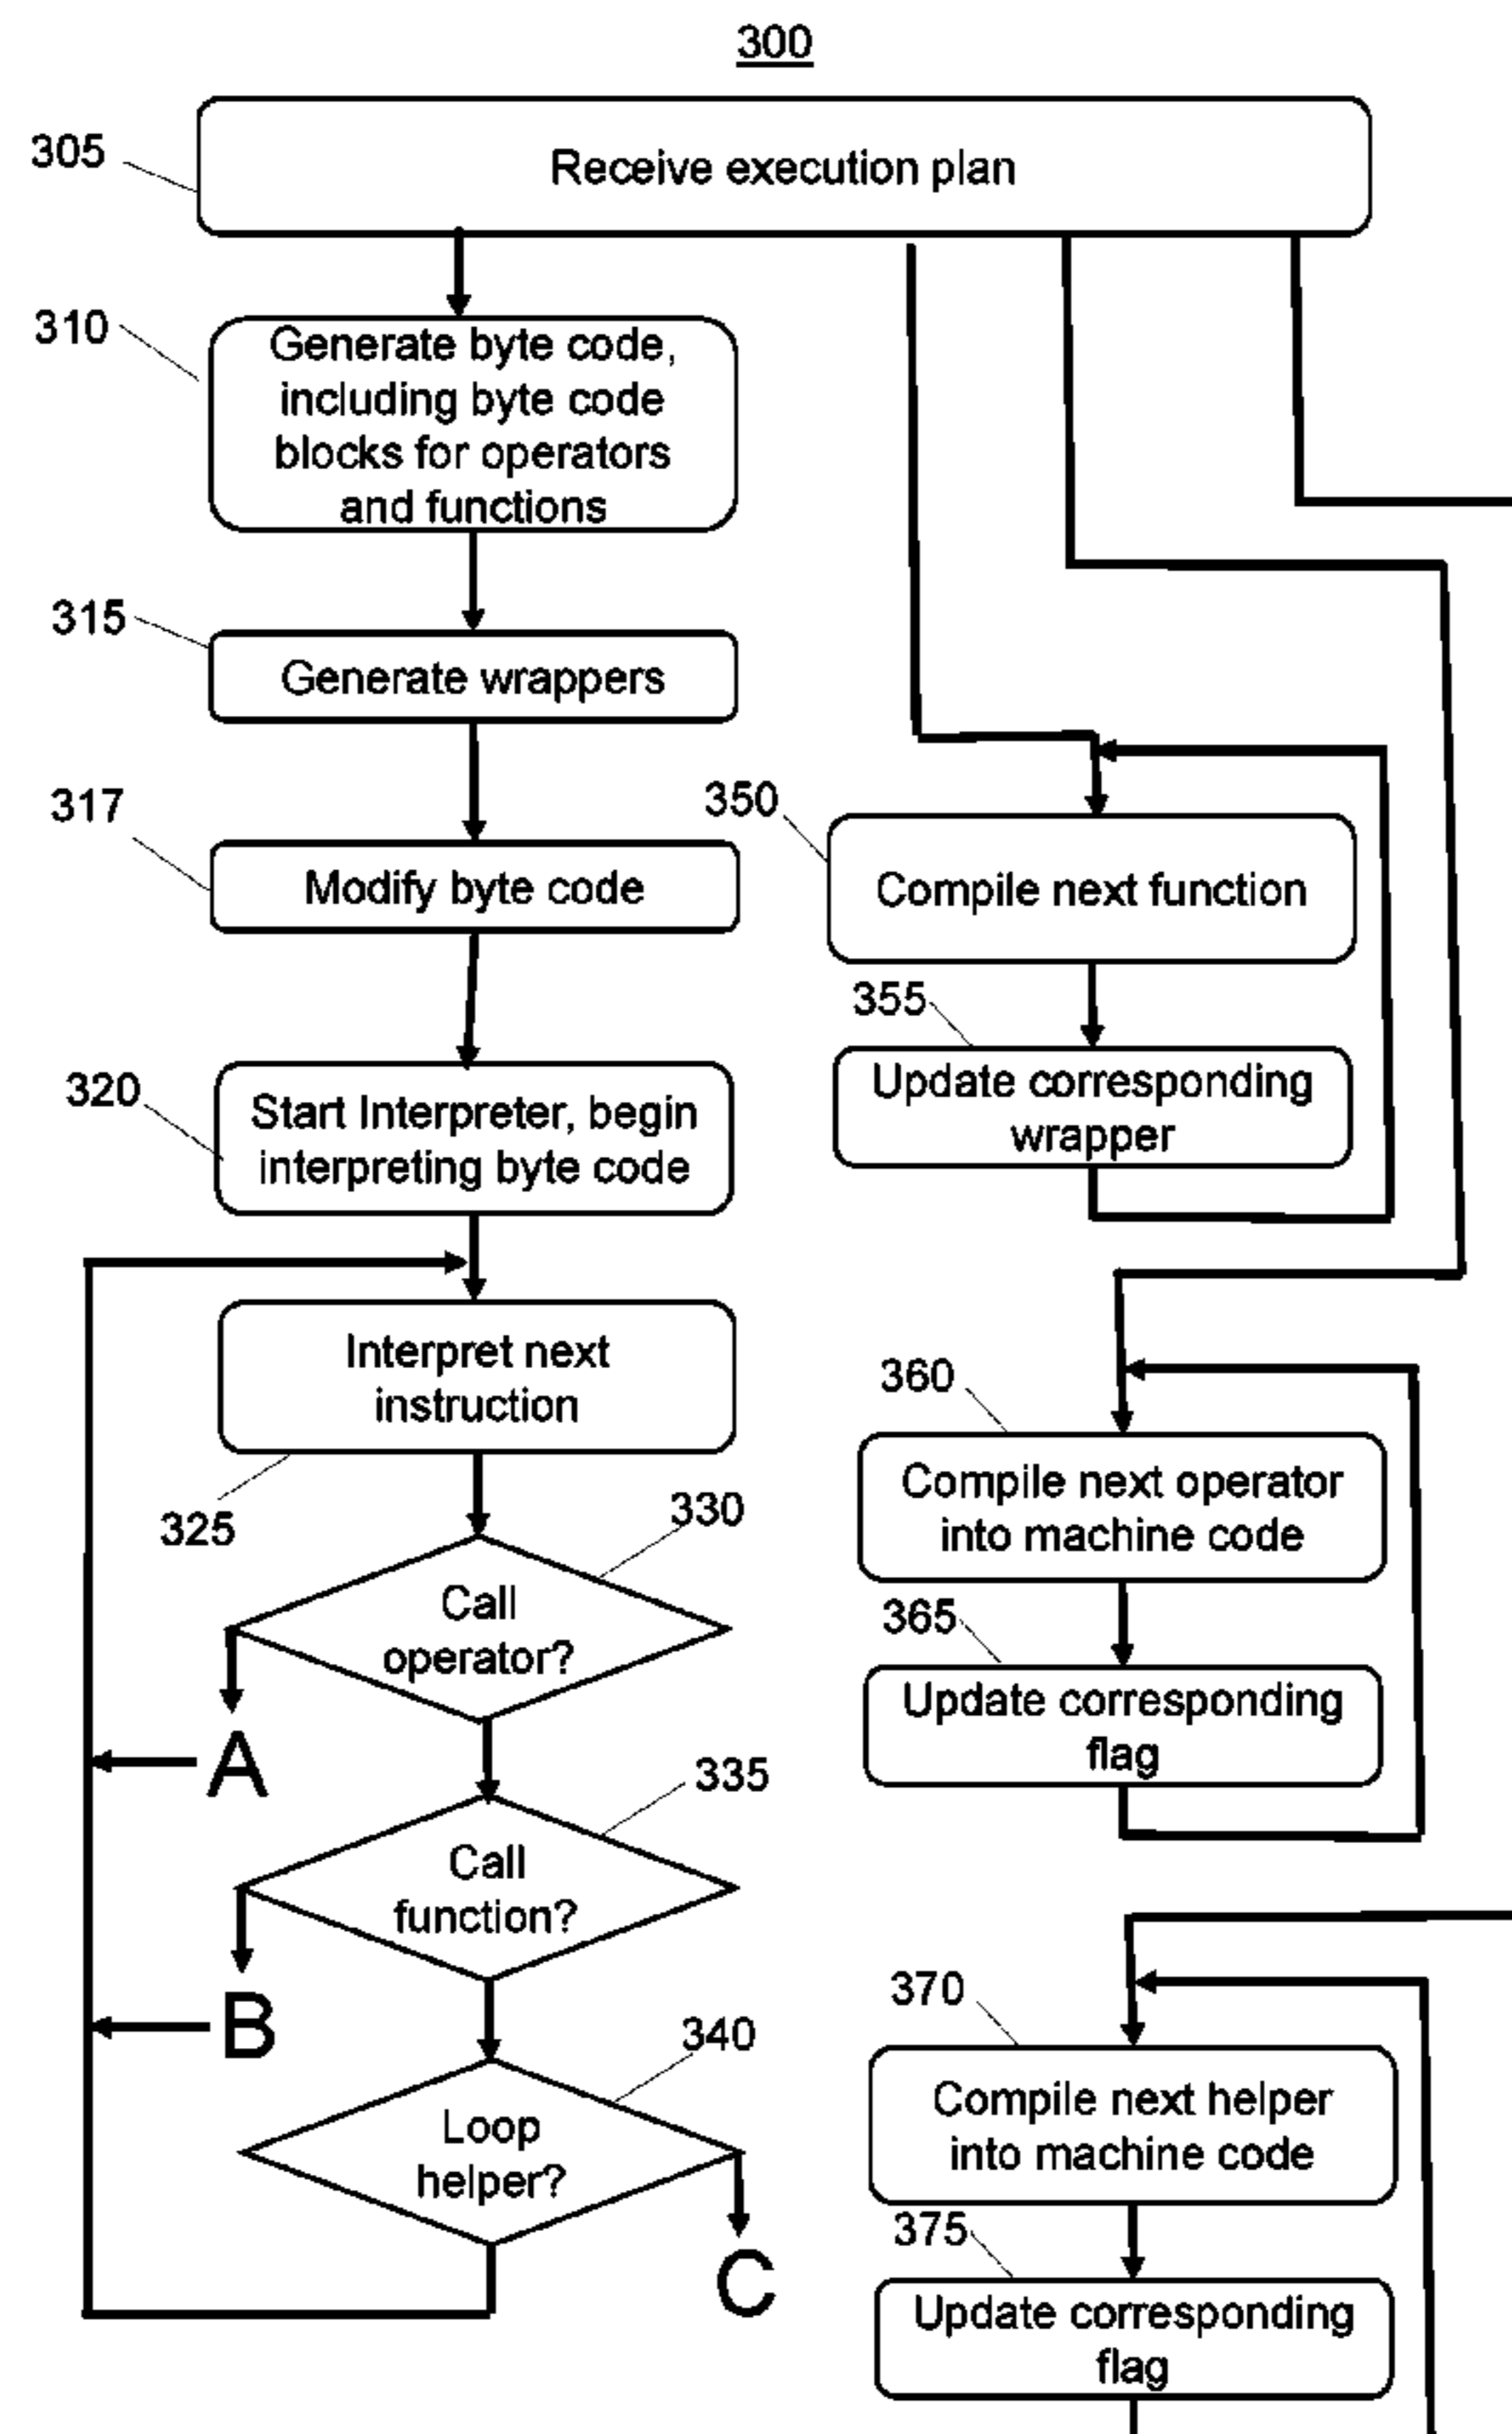 300
305
Receive execution plan
310
Generate byte code,
including byte code
blocks for operators
and functions
315
Generate wrappers
317
Modify byte code
320
Start Interpreter, begin
interpreting byte code
Interpret next
instruction
325
330
Call
operator?
A
335
Call
function?
B
340
Loop
helper?
C
350
Compile next function
355
Update corresponding
wrapper
360
Compile next operator
into machine code
365
Update corresponding
flag
370
Compile next helper
into machine code
375
Update corresponding
flag